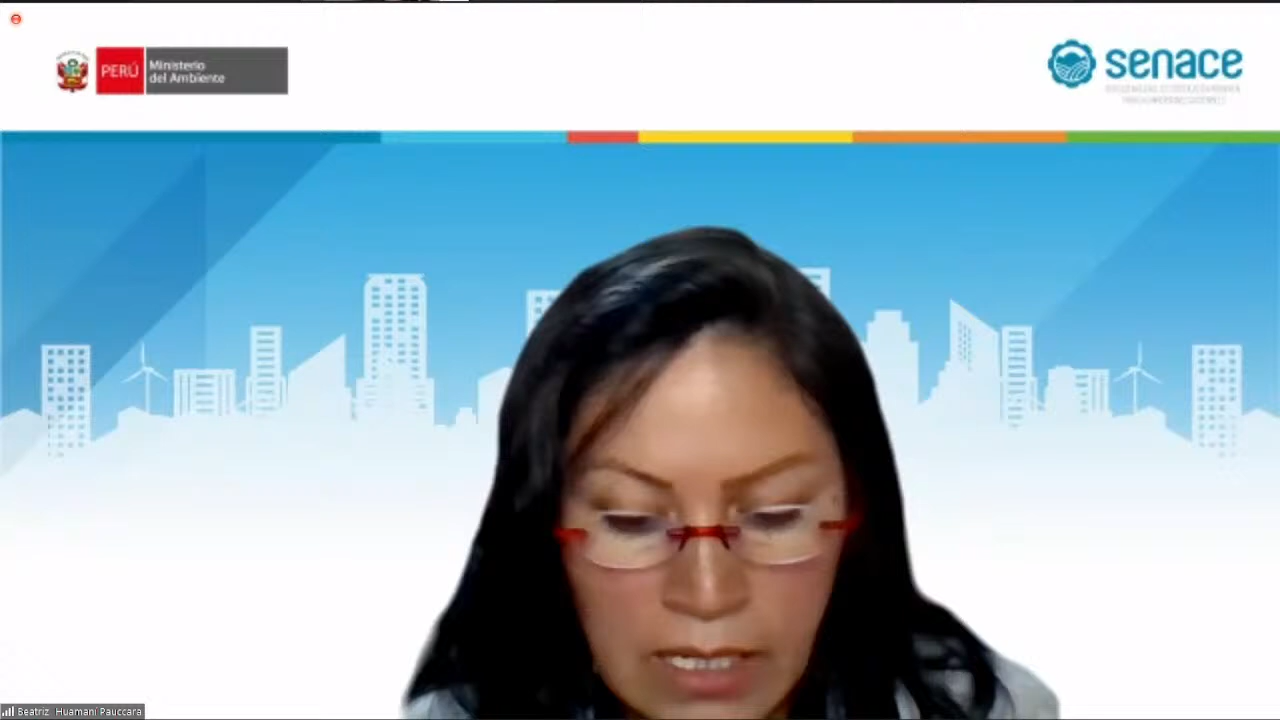 PERÚ
Ministerio
del Ambiente
senace
Beatriz Huamani Pauccara